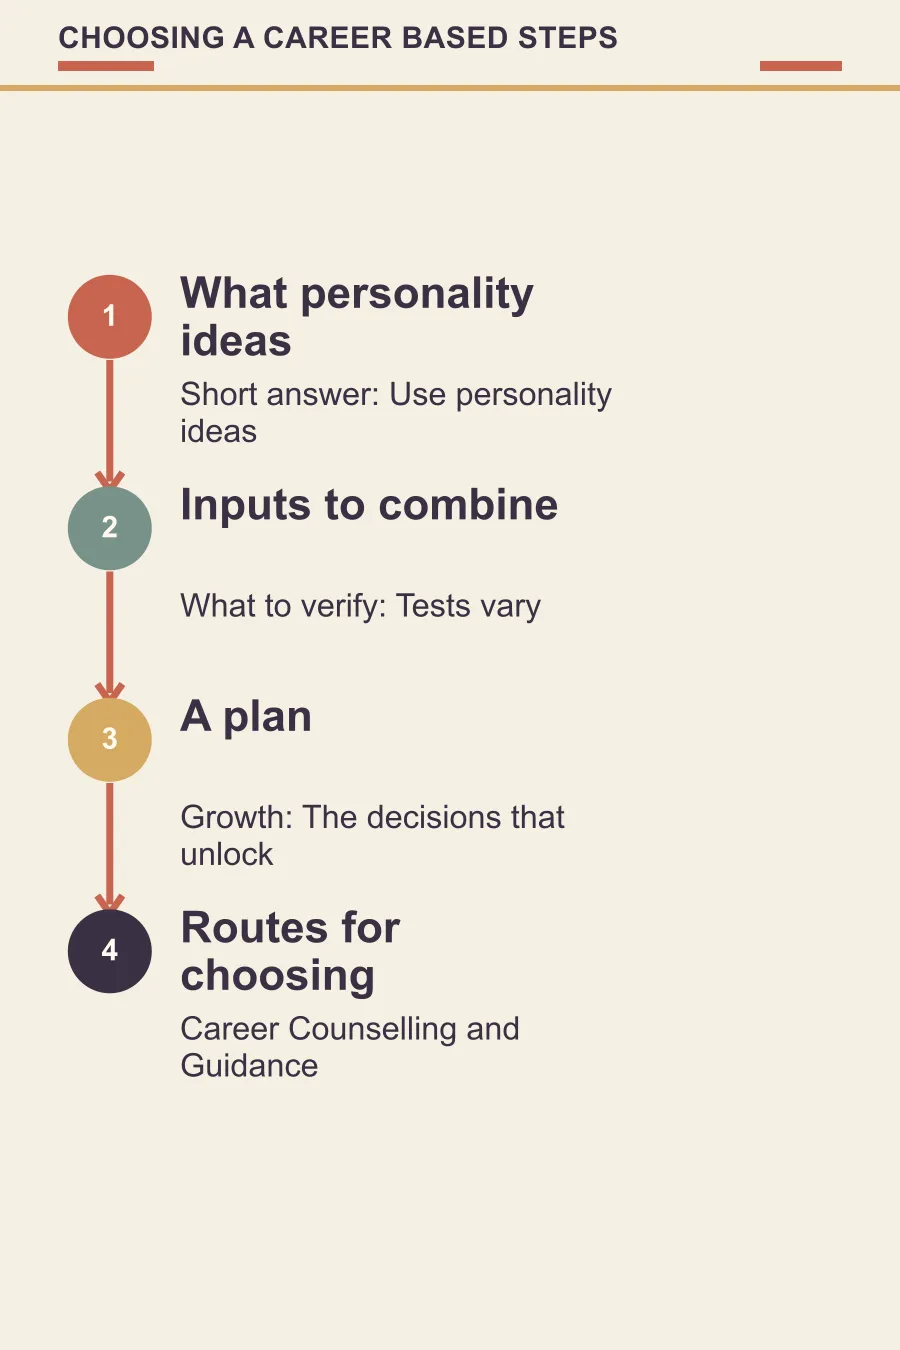 CHOOSING A CAREER BASED STEPS
1
What personality
ideas
Short answer: Use personality
ideas
2
Inputs to combine
What to verify: Tests vary
3
A plan
Growth: The decisions that
unlock
4
Routes for
choosing
Career Counselling and
Guidance